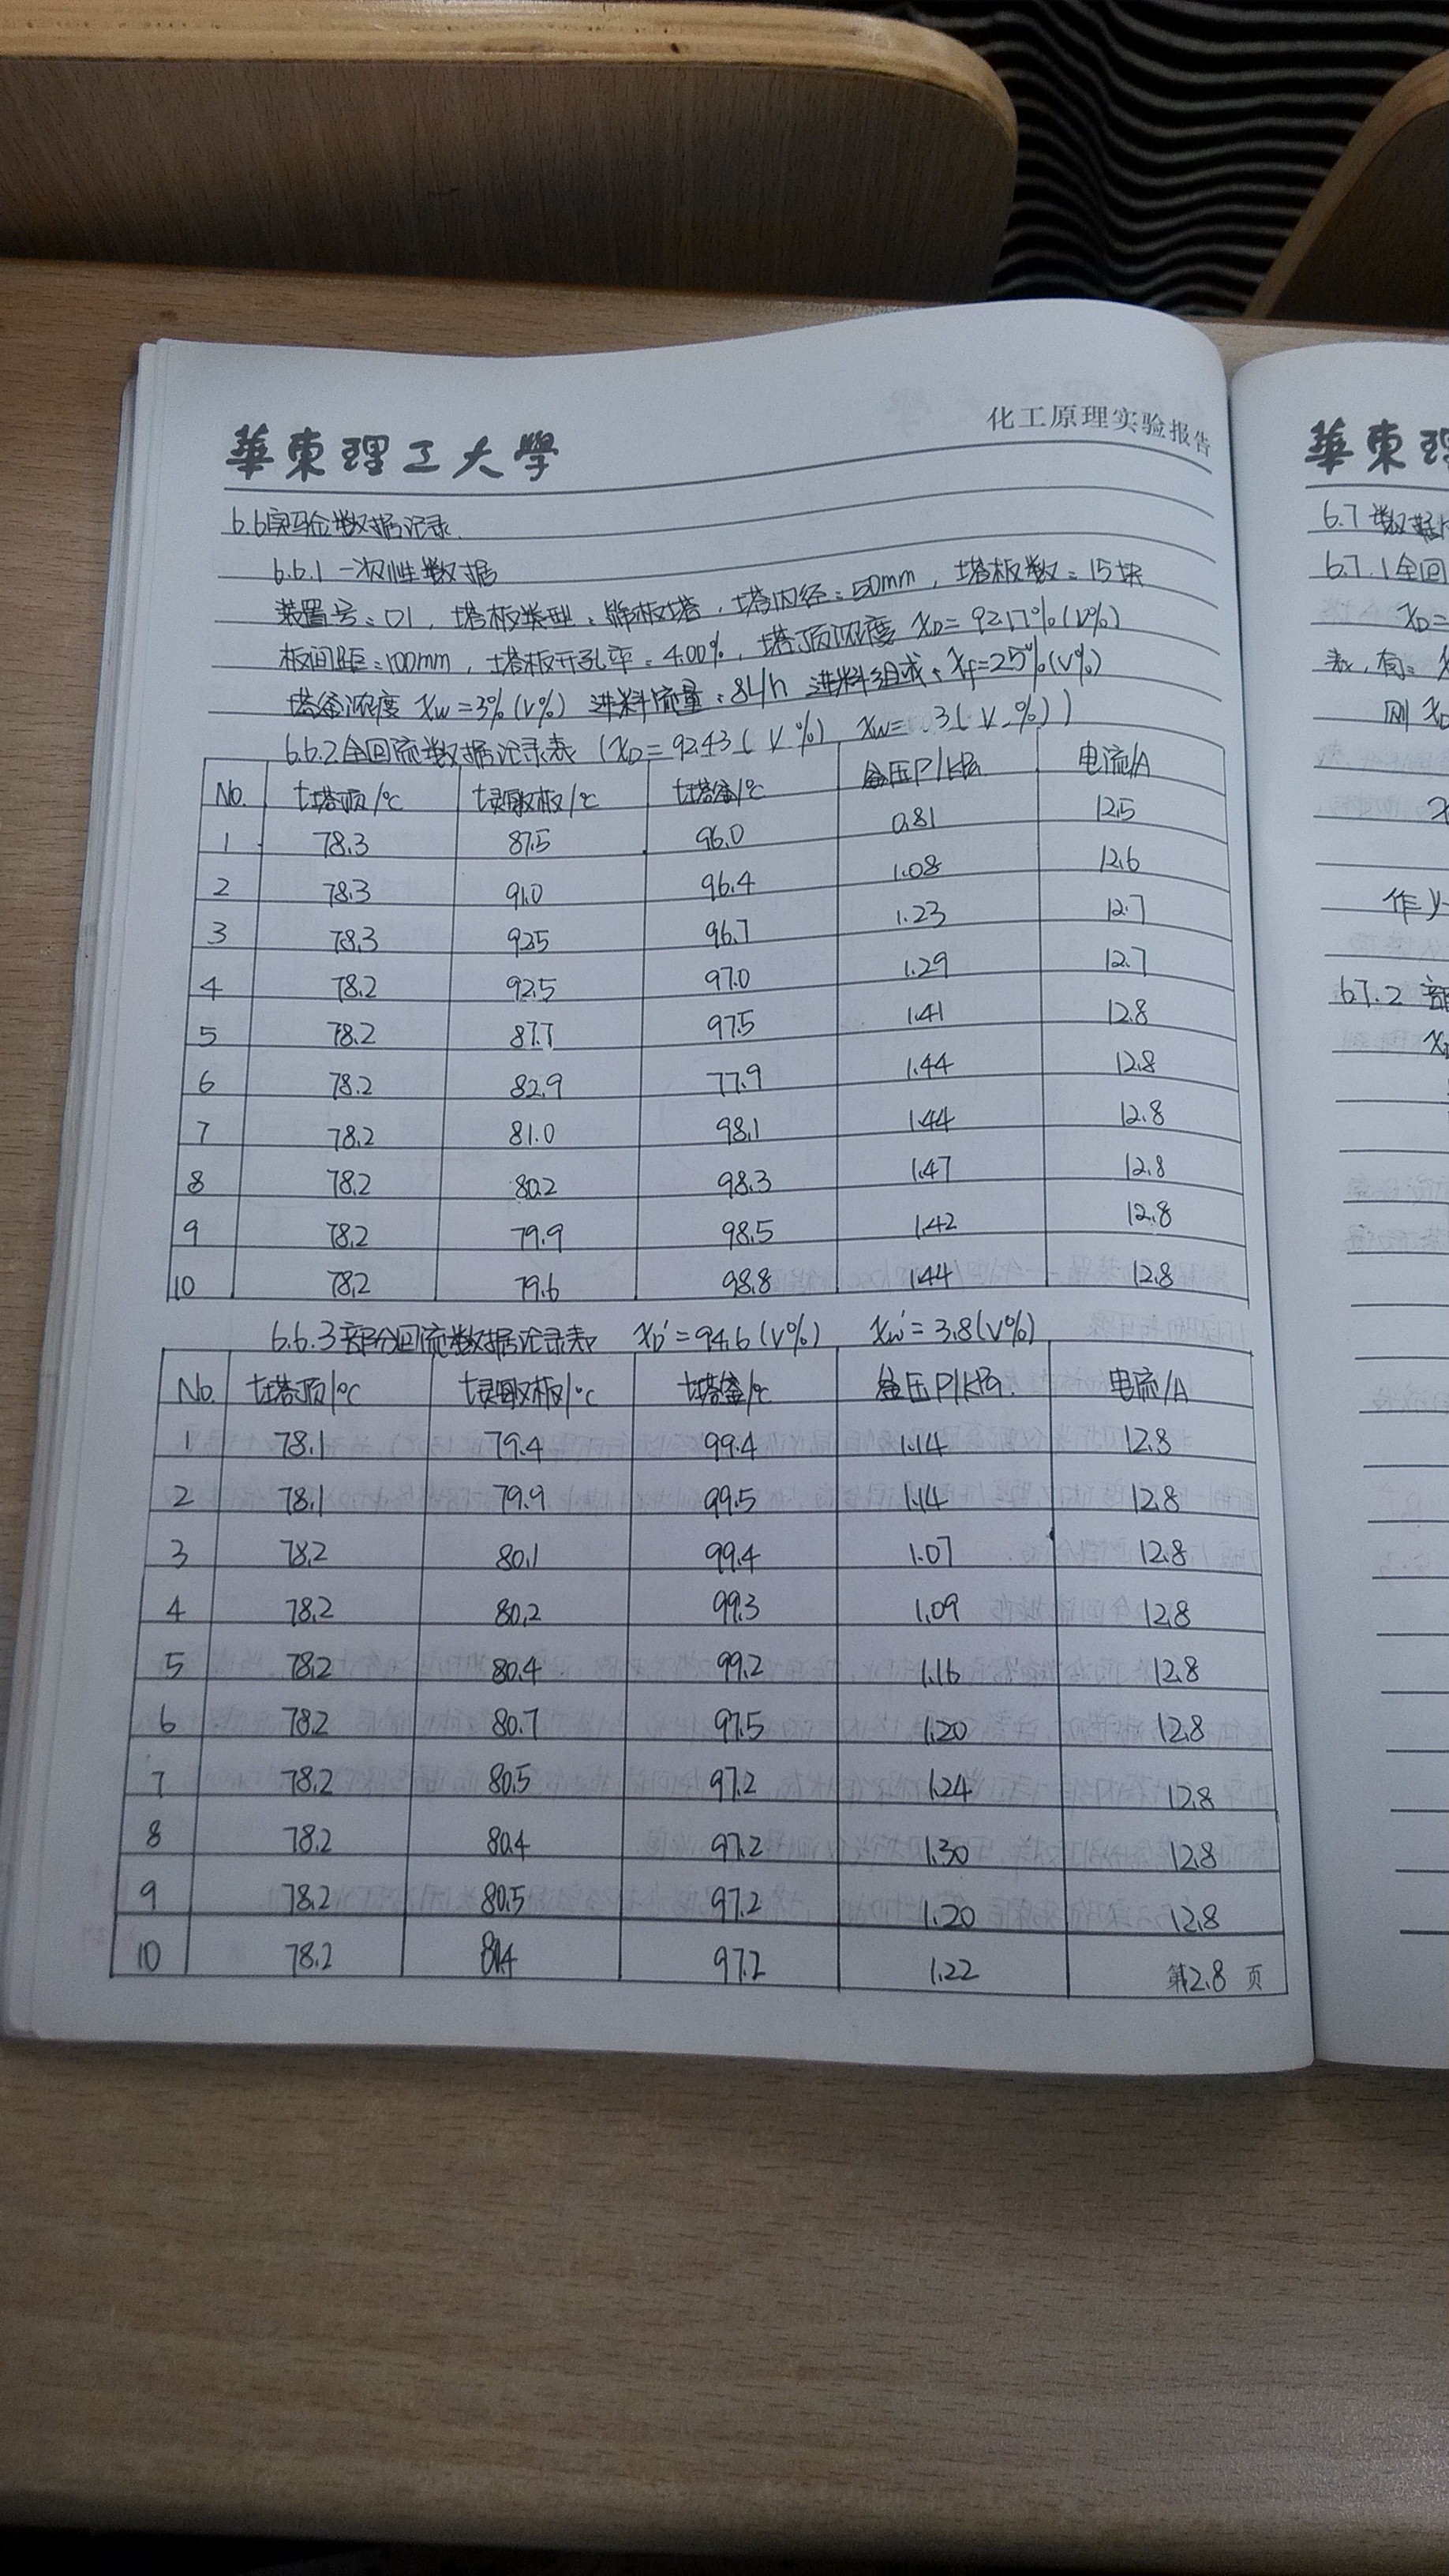 化工原理实验报告
華東理工大學
6.6实验数据记录.
6.6.1一次性数据
装置号:01,塔板类型:筛板塔,塔内径:50mm,塔板数:15块
板间距:100mm,塔板开孔率:4.00%,塔顶浓度 XD=92.17%(V%)
塔釜浓度 Xw=3%(V%) 进料流量:8L/h 进料组成:Xf=25%(V%)
6.6.2全回流数据记录表(XD=92.43(V%) Xw=3(V%))
No. t塔顶/℃ t灵敏板/℃ t塔釜/℃ 釜压P/kPa 电流/A
1 78.3 87.5 96.0 0.81 12.5
2 78.3 91.0 96.4 1.08 12.6
3 78.3 92.5 96.7 1.23 12.7
4 78.2 92.5 97.0 1.29 12.7
5 78.2 87.7 97.5 1.41 12.8
6 78.2 82.9 77.9 1.44 12.8
7 78.2 81.0 98.1 1.44 12.8
8 78.2 80.2 98.3 1.47 12.8
9 78.2 79.9 98.5 1.42 12.8
10 78.2 79.6 98.8 1.44 12.8
6.6.3部分回流数据记录表 XD'=94.6(V%) Xw'=3.8(V%)
No. t塔顶/℃ t灵敏板/℃ t塔釜/℃ 釜压P/kPa. 电流/A
1 78.1 79.4 99.4 1.14 12.8
2 78.1 79.9 99.5 1.14 12.8
3 78.2 80.1 99.4 1.07 12.8
4 78.2 80.2 99.3 1.09 12.8
5 78.2 80.4 99.2 1.16 12.8
6 78.2 80.7 97.5 1.20 12.8
7 78.2 80.5 97.2 1.24 12.8
8 78.2 80.4 97.2 1.30 12.8
9 78.2 80.5 97.2 1.20 12.8
10 78.2 97.2 1.22 第2.8 页
華東理
6.7 数据
6.7.1全回
XD=
表,有:
则 XD
作y-
6.7.2 部